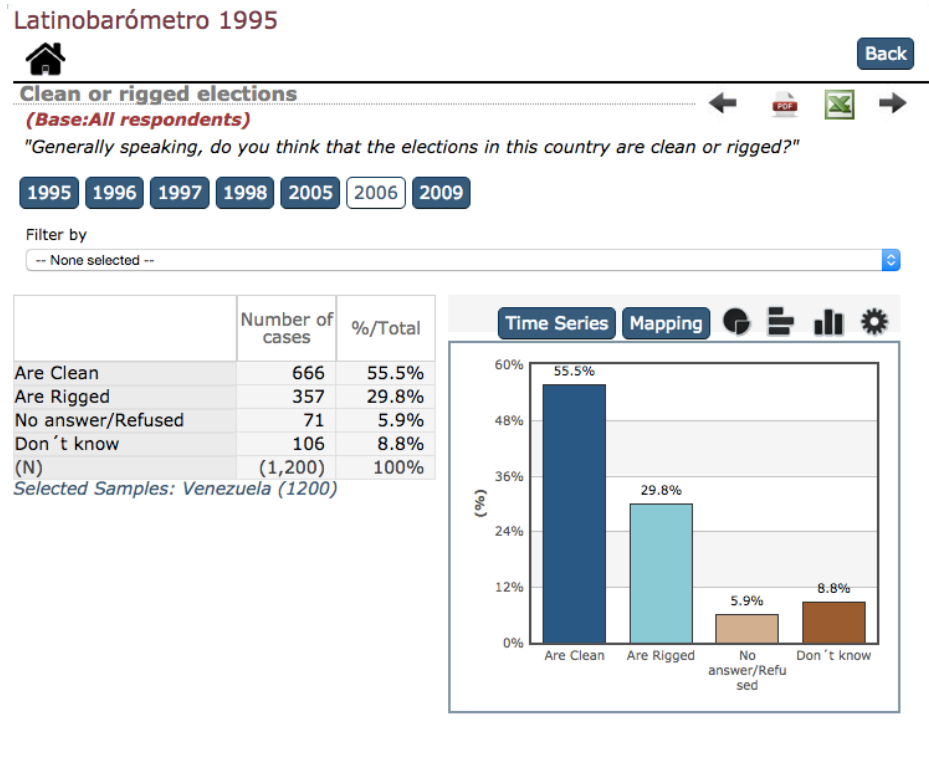 Latinobarómetro 1995
Back
Clean or rigged elections
(Base:All respondents)
PDF
"Generally speaking, do you think that the elections in this country are clean or rigged?"
1995 1996 1997 1998 2005 2006 2009
Filter by
-- None selected --
Number of cases %/Total
Are Clean 666 55.5%
Are Rigged 357 29.8%
No answer/Refused 71 5.9%
Don´t know 106 8.8%
(N) (1,200) 100%
Selected Samples: Venezuela (1200)
Time Series Mapping
60%
48%
36%
24%
12%
0%
(%)
55.5%
29.8%
5.9%
8.8%
Are Clean
Are Rigged
No
answer/Refu
sed
Don´t know